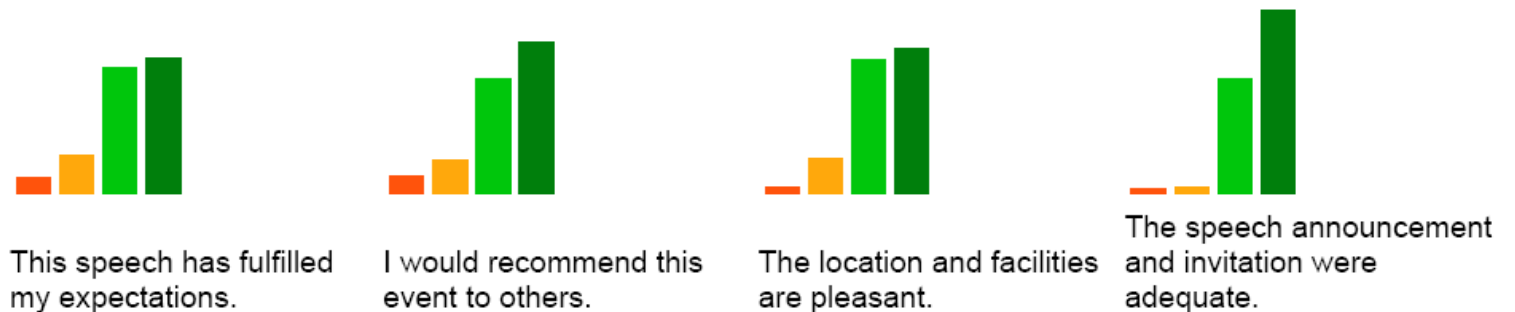 This speech has fulfilled
my expectations.
I would recommend this
event to others.
The location and facilities
are pleasant.
The speech announcement
and invitation were
adequate.